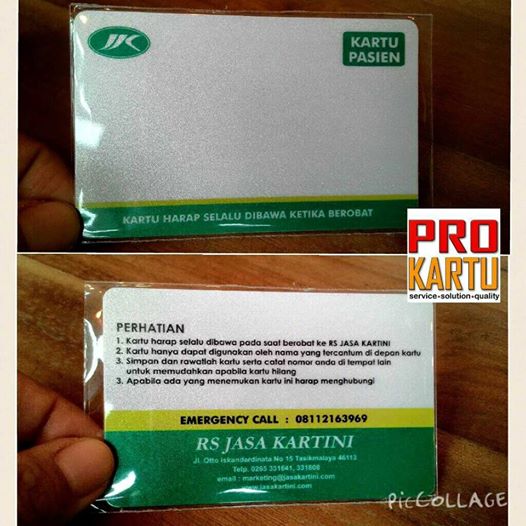 JK
KARTU
PASIEN
KARTU HARAP SELALU DIBAWA KETIKA BEROBAT
PRO
KARTU
service-solution-quality
PERHATIAN
1. Kartu harap selalu dibawa pada saat berobat ke RS JASA KARTINI
2. Kartu hanya dapat digunakan oleh nama yang tercantum di depan kartu
3. Simpan dan rawatlah kartu serta catat nomor anda di tempat lain
untuk memudahkan apabila kartu hilang
3. Apabila ada yang menemukan kartu ini harap menghubungi
EMERGENCY CALL : 08112163969
RS JASA KARTINI
Jl. Otto Iskandardinata No 15 Tasikmalaya 46113
Telp. 0265 331641, 331808
email : marketing@jasakartini.com
www.jasakartini.com
PicCOLLAGE